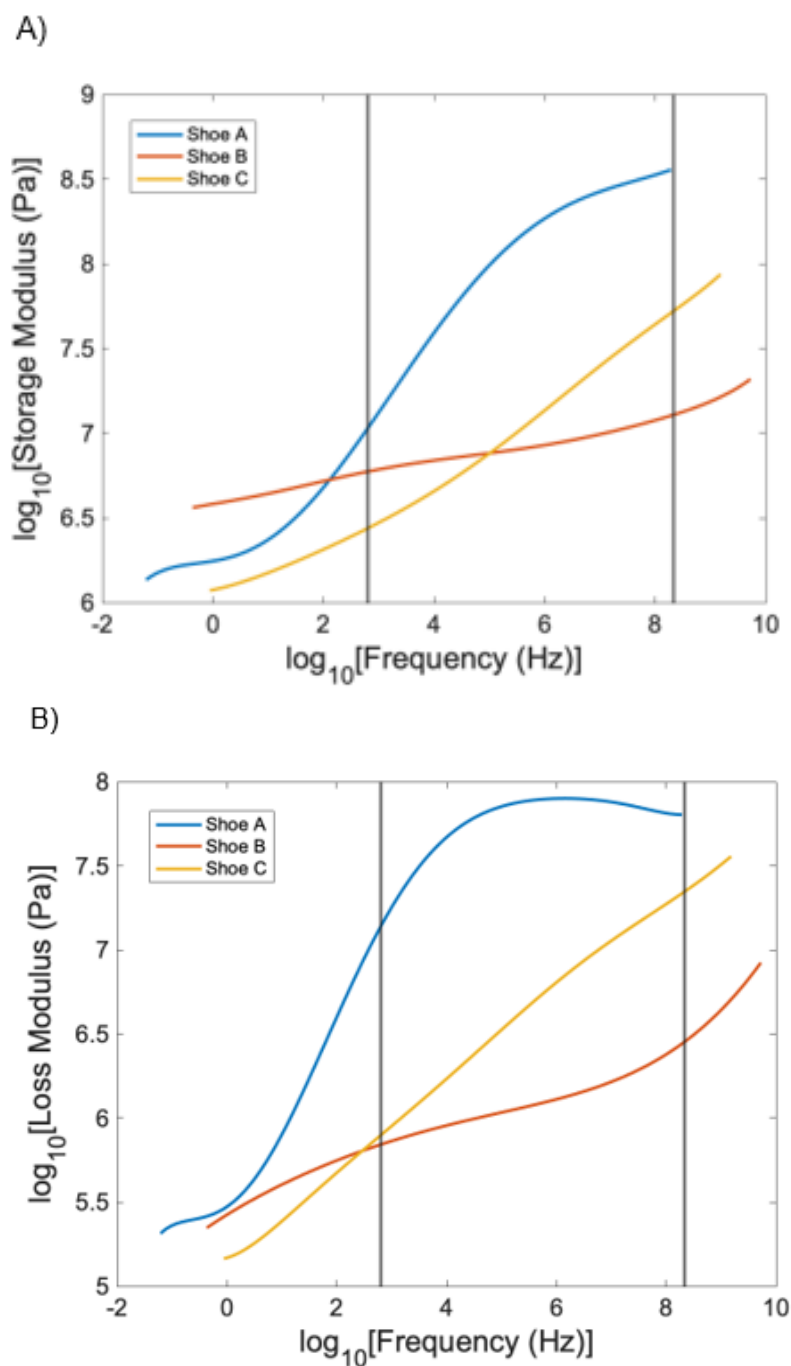 A)
9
8.5
8
7.5
7
6.5
6
Shoe A
Shoe B
Shoe C
log10[Storage Modulus (Pa)]
-2 0 2 4 6 8 10
log10[Frequency (Hz)]
B)
8
7.5
7
6.5
6
5.5
5
Shoe A
Shoe B
Shoe C
log10[Loss Modulus (Pa)]
-2 0 2 4 6 8 10
log10[Frequency (Hz)]